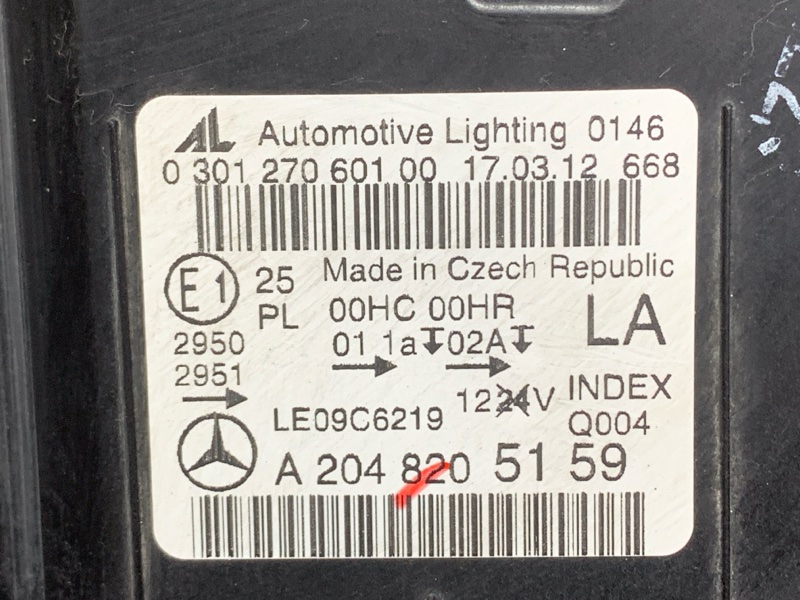 AL Automotive Lighting 0146
0 301 270 601 00 17.03.12 668
Made in Czech Republic
E1 25 PL 00HC 00HR LA
2950 01 1a 02A
2951
12 24V INDEX
LE09C6219 Q004
A 204 820 51 59